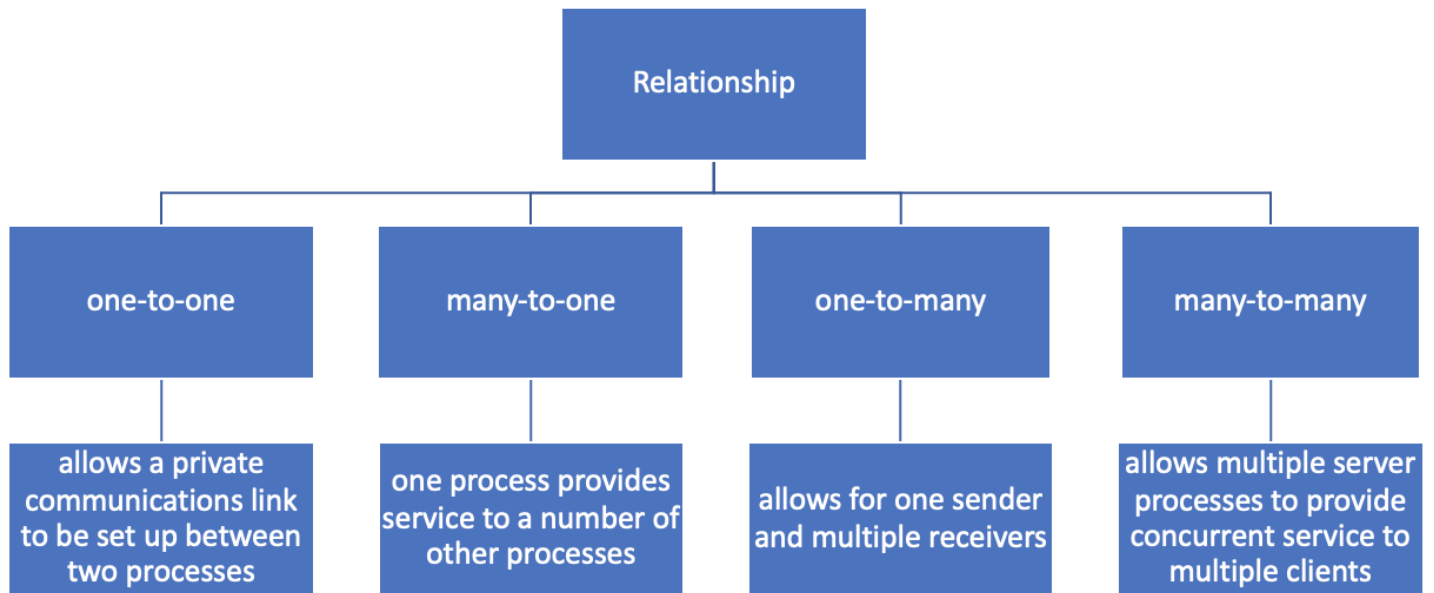 Relationship
one-to-one
many-to-one
one-to-many
many-to-many
allows a private
communications link
to be set up between
two processes
one process provides
service to a number of
other processes
allows for one sender
and multiple receivers
allows multiple server
processes to provide
concurrent service to
multiple clients